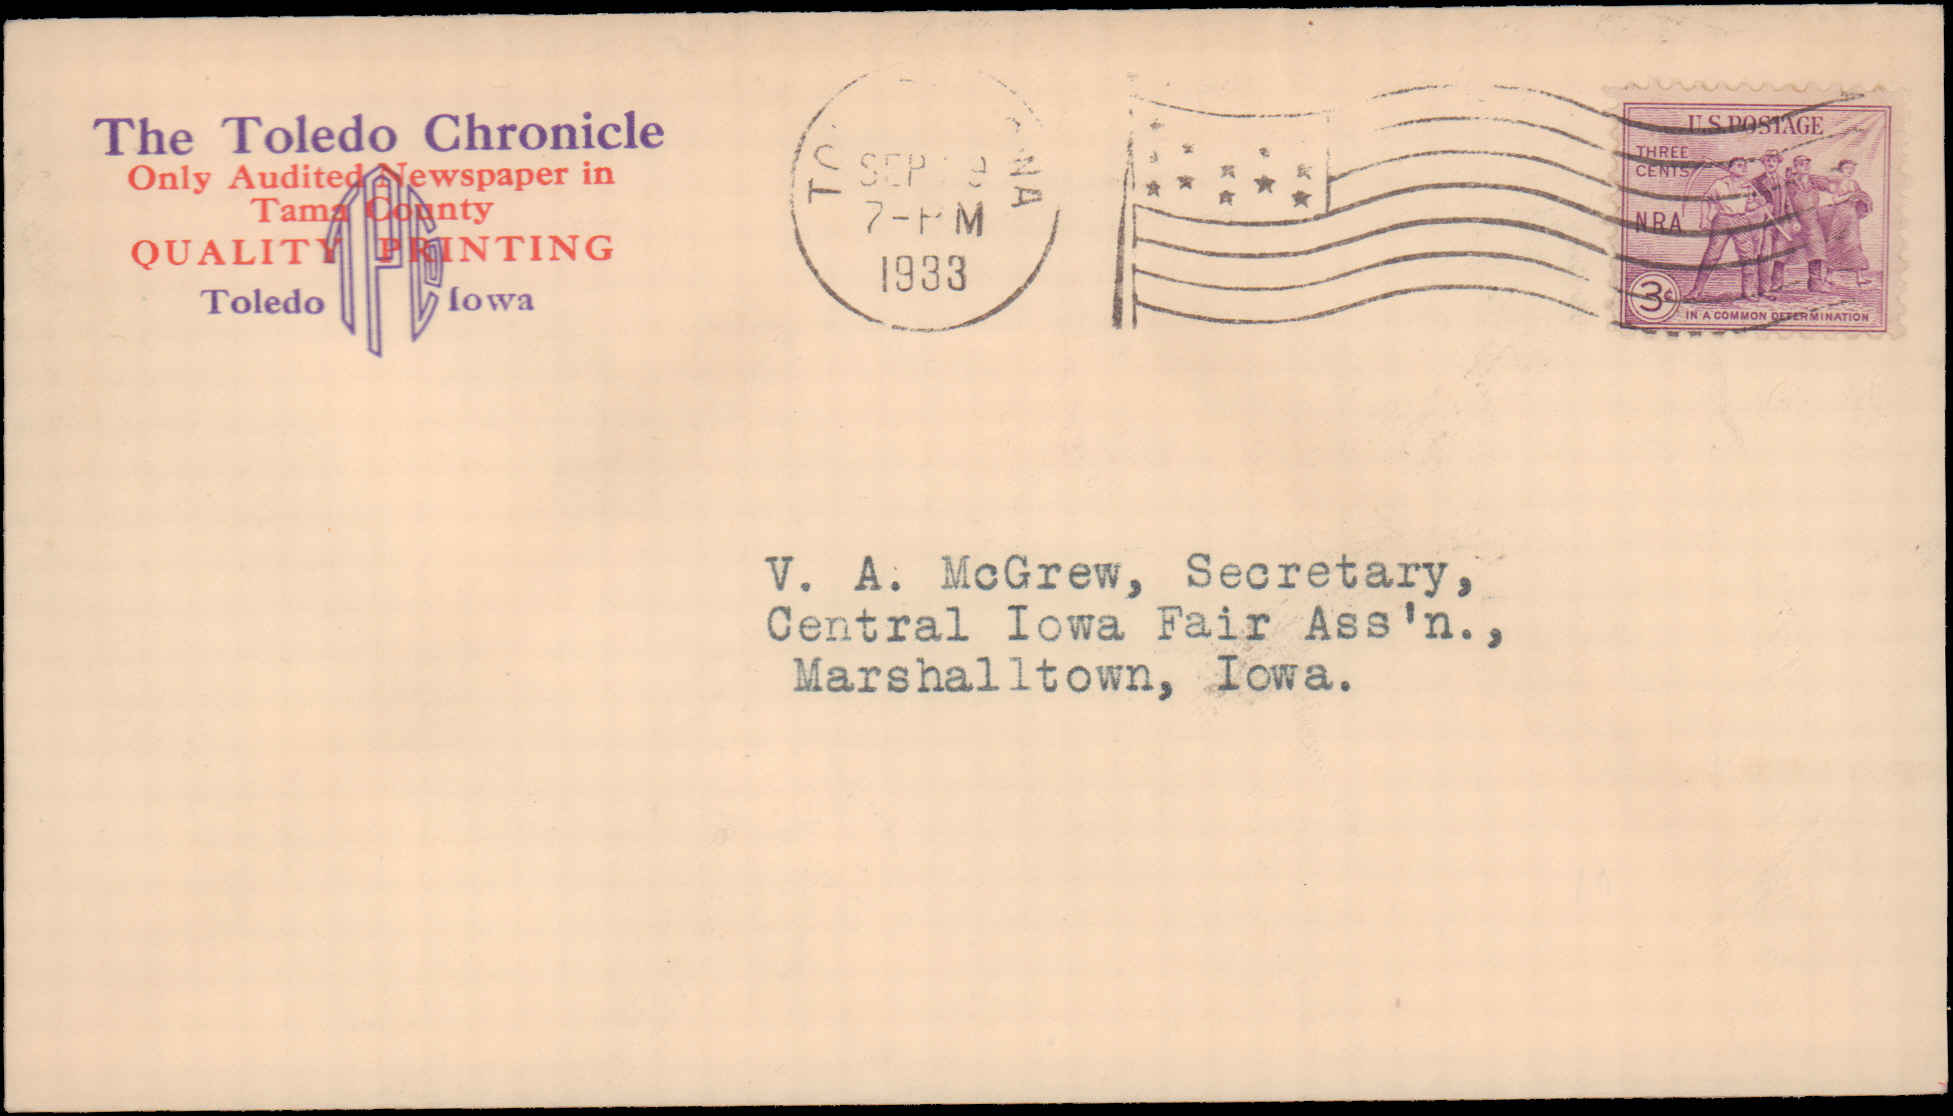 The Toledo Chronicle
Only Audited Newspaper in
Tama County
QUALITY PRINTING
Toledo Iowa
SEP
7-PM
1933
U.S. POSTAGE
THREE
CENTS
NRA
3¢
IN A COMMON DETERMINATION
V. A. McGrew, Secretary,
Central Iowa Fair Ass'n.,
Marshalltown, Iowa.